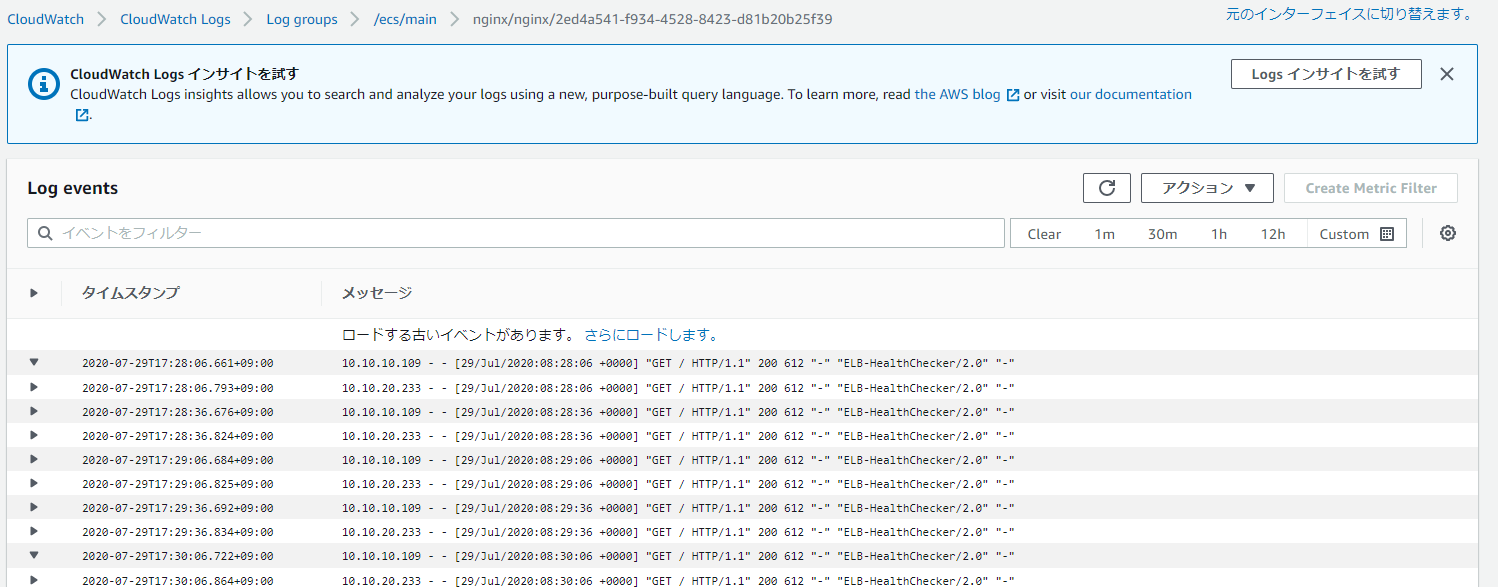 CloudWatch > CloudWatch Logs > Log groups > /ecs/main > nginx/nginx/2ed4a541-f934-4528-8423-d81b20b25f39
元のインターフェイスに切り替えます。
CloudWatch Logs インサイトを試す
CloudWatch Logs insights allows you to search and analyze your logs using a new, purpose-built query language. To learn more, read the AWS blog or visit our documentation
.
Logs インサイトを試す
Log events
アクション ▼
Create Metric Filter
イベントをフィルター
Clear 1m 30m 1h 12h Custom
タイムスタンプ メッセージ
ロードする古いイベントがあります。 さらにロードします。
2020-07-29T17:28:06.661+09:00 10.10.10.109 - - [29/Jul/2020:08:28:06 +0000] "GET / HTTP/1.1" 200 612 "-" "ELB-HealthChecker/2.0" "-"
2020-07-29T17:28:06.793+09:00 10.10.20.233 - - [29/Jul/2020:08:28:06 +0000] "GET / HTTP/1.1" 200 612 "-" "ELB-HealthChecker/2.0" "-"
2020-07-29T17:28:36.676+09:00 10.10.10.109 - - [29/Jul/2020:08:28:36 +0000] "GET / HTTP/1.1" 200 612 "-" "ELB-HealthChecker/2.0" "-"
2020-07-29T17:28:36.824+09:00 10.10.20.233 - - [29/Jul/2020:08:28:36 +0000] "GET / HTTP/1.1" 200 612 "-" "ELB-HealthChecker/2.0" "-"
2020-07-29T17:29:06.684+09:00 10.10.10.109 - - [29/Jul/2020:08:29:06 +0000] "GET / HTTP/1.1" 200 612 "-" "ELB-HealthChecker/2.0" "-"
2020-07-29T17:29:06.825+09:00 10.10.20.233 - - [29/Jul/2020:08:29:06 +0000] "GET / HTTP/1.1" 200 612 "-" "ELB-HealthChecker/2.0" "-"
2020-07-29T17:29:36.692+09:00 10.10.10.109 - - [29/Jul/2020:08:29:36 +0000] "GET / HTTP/1.1" 200 612 "-" "ELB-HealthChecker/2.0" "-"
2020-07-29T17:29:36.834+09:00 10.10.20.233 - - [29/Jul/2020:08:29:36 +0000] "GET / HTTP/1.1" 200 612 "-" "ELB-HealthChecker/2.0" "-"
2020-07-29T17:30:06.722+09:00 10.10.10.109 - - [29/Jul/2020:08:30:06 +0000] "GET / HTTP/1.1" 200 612 "-" "ELB-HealthChecker/2.0" "-"
2020-07-29T17:30:06.864+09:00 10.10.20.233 - - [29/Jul/2020:08:30:06 +0000] "GET / HTTP/1.1" 200 612 "-" "ELB-HealthChecker/2.0" "-"